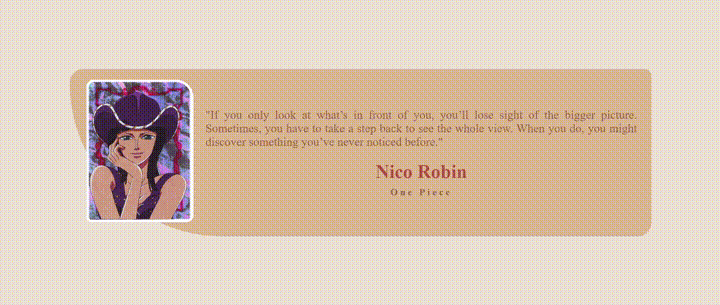 "If you only look at what’s in front of you, you’ll lose sight of the bigger picture.
Sometimes, you have to take a step back to see the whole view. When you do, you might
discover something you’ve never noticed before."
Nico Robin
One Piece